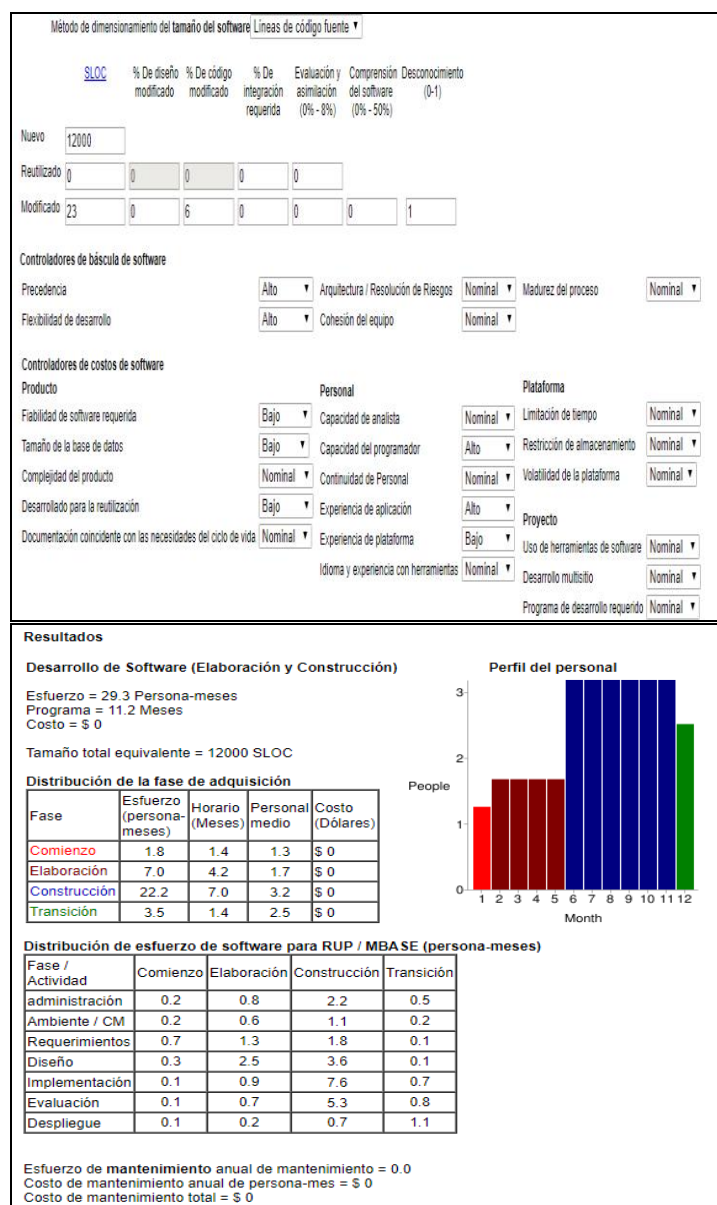 Método de dimensionamiento del tamaño del software Líneas de código fuente
SLOC
% De diseño modificado
% De código modificado
% De integración requerida
Evaluación y asimilación (0% - 8%)
Comprensión del software (0% - 50%)
Desconocimiento (0-1)
Nuevo 12000
Reutilizado 0 0 0 0 0
Modificado 23 0 6 0 0 0 1
Controladores de báscula de software
Precedencia Alto Arquitectura / Resolución de Riesgos Nominal Madurez del proceso Nominal
Flexibilidad de desarrollo Alto Cohesión del equipo Nominal
Controladores de costos de software
Producto
Fiabilidad de software requerida Bajo
Tamaño de la base de datos Bajo
Complejidad del producto Nominal
Desarrollado para la reutilización Bajo
Documentación coincidente con las necesidades del ciclo de vida Nominal
Personal
Capacidad de analista Nominal
Capacidad del programador Alto
Continuidad de Personal Nominal
Experiencia de aplicación Alto
Experiencia de plataforma Bajo
Idioma y experiencia con herramientas Nominal
Plataforma
Limitación de tiempo Nominal
Restricción de almacenamiento Nominal
Volatilidad de la plataforma Nominal
Proyecto
Uso de herramientas de software Nominal
Desarrollo multisitio Nominal
Programa de desarrollo requerido Nominal
Resultados
Desarrollo de Software (Elaboración y Construcción)
Esfuerzo = 29.3 Persona-meses
Programa = 11.2 Meses
Costo = $ 0
Tamaño total equivalente = 12000 SLOC
Distribución de la fase de adquisición
Fase Esfuerzo (persona-meses) Horario (Meses) Personal medio Costo (Dólares)
Comienzo 1.8 1.4 1.3 $ 0
Elaboración 7.0 4.2 1.7 $ 0
Construcción 22.2 7.0 3.2 $ 0
Transición 3.5 1.4 2.5 $ 0
Perfil del personal
3
2
People
1
0
1 2 3 4 5 6 7 8 9 10 11 12
Month
Distribución de esfuerzo de software para RUP / MBASE (persona-meses)
Fase / Actividad Comienzo Elaboración Construcción Transición
administración 0.2 0.8 2.2 0.5
Ambiente / CM 0.2 0.6 1.1 0.2
Requerimientos 0.7 1.3 1.8 0.1
Diseño 0.3 2.5 3.6 0.1
Implementación 0.1 0.9 7.6 0.7
Evaluación 0.1 0.7 5.3 0.8
Despliegue 0.1 0.2 0.7 1.1
Esfuerzo de mantenimiento anual de mantenimiento = 0.0
Costo de mantenimiento anual de persona-mes = $ 0
Costo de mantenimiento total = $ 0